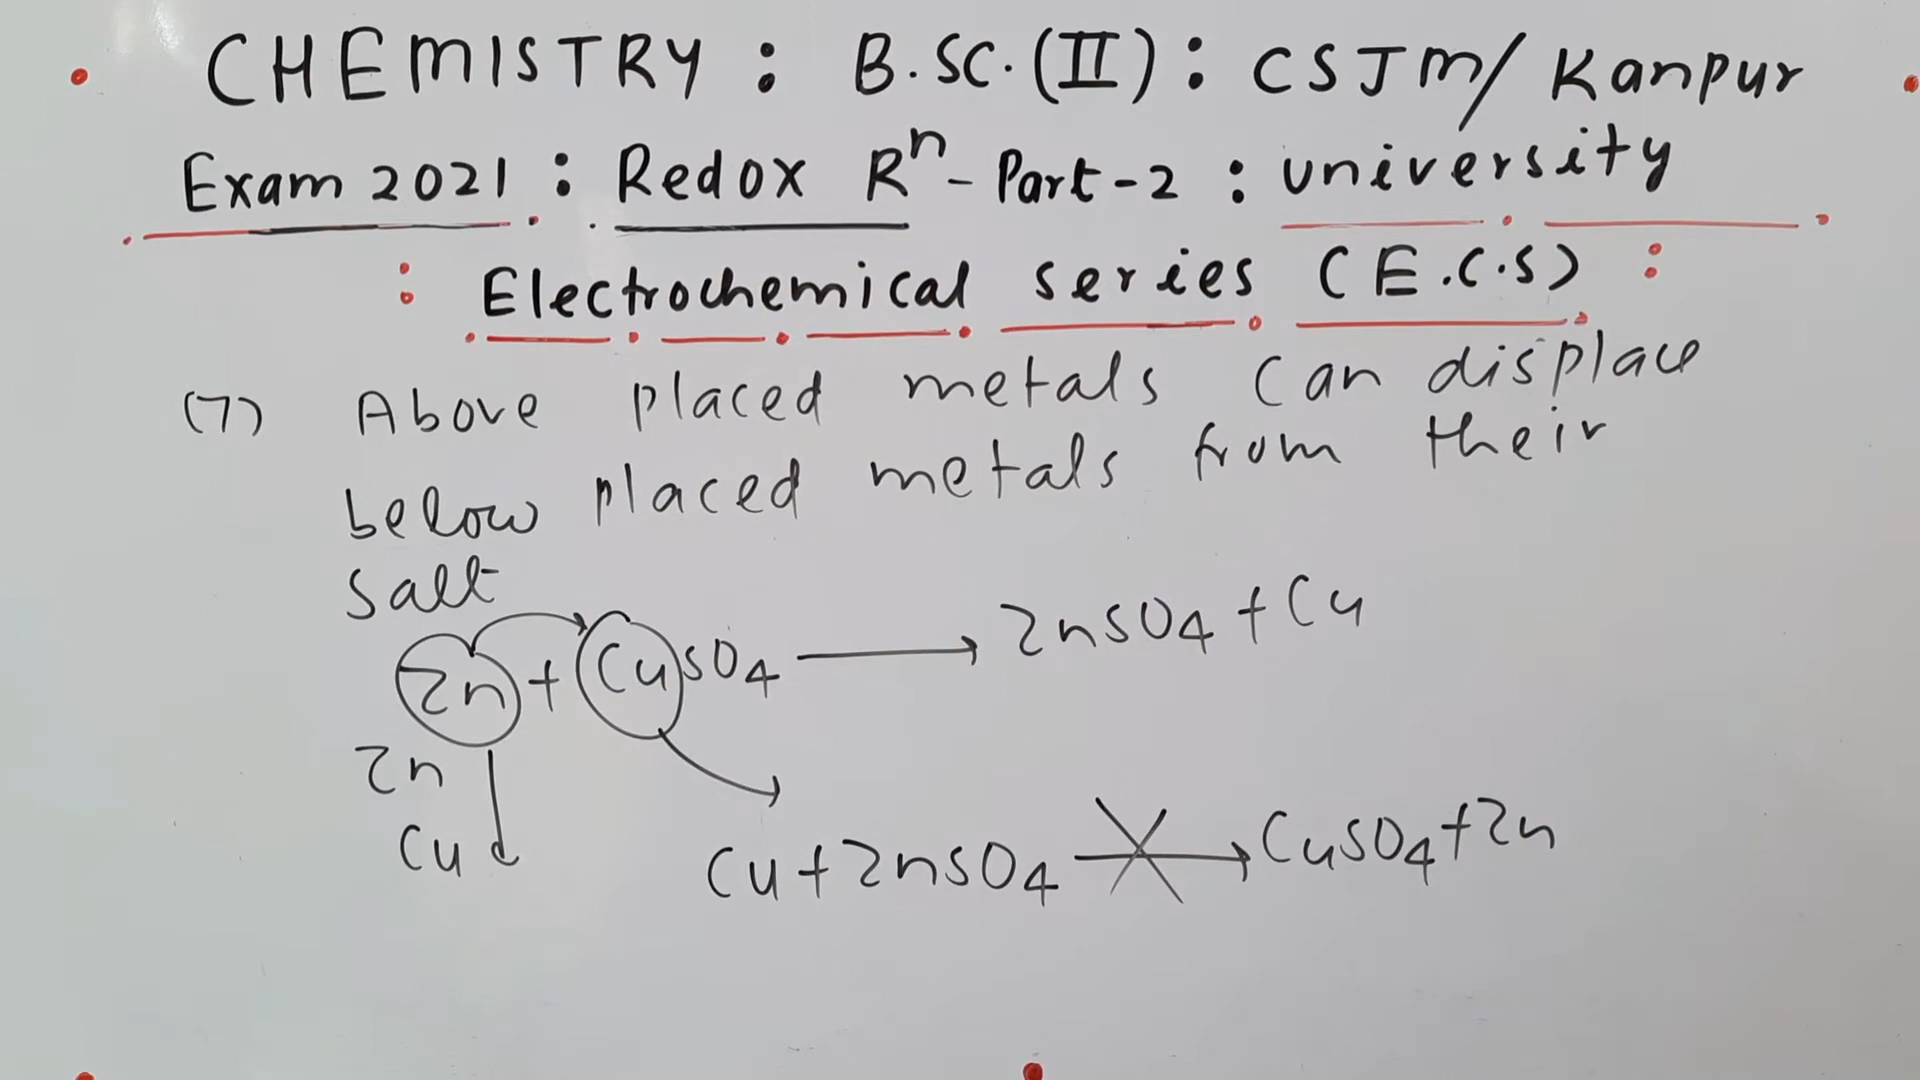 CHEMISTRY : B.SC.(II) : CSJM/Kanpur
Exam 2021 : Redox Rn - Part-2 : university
: Electrochemical series (E.C.S) :
(7) Above placed metals can displace
below placed metals from their
salt
Zn + CuSO4 → ZnSO4 + Cu
Zn
Cu
Cu + ZnSO4 → CuSO4 + Zn